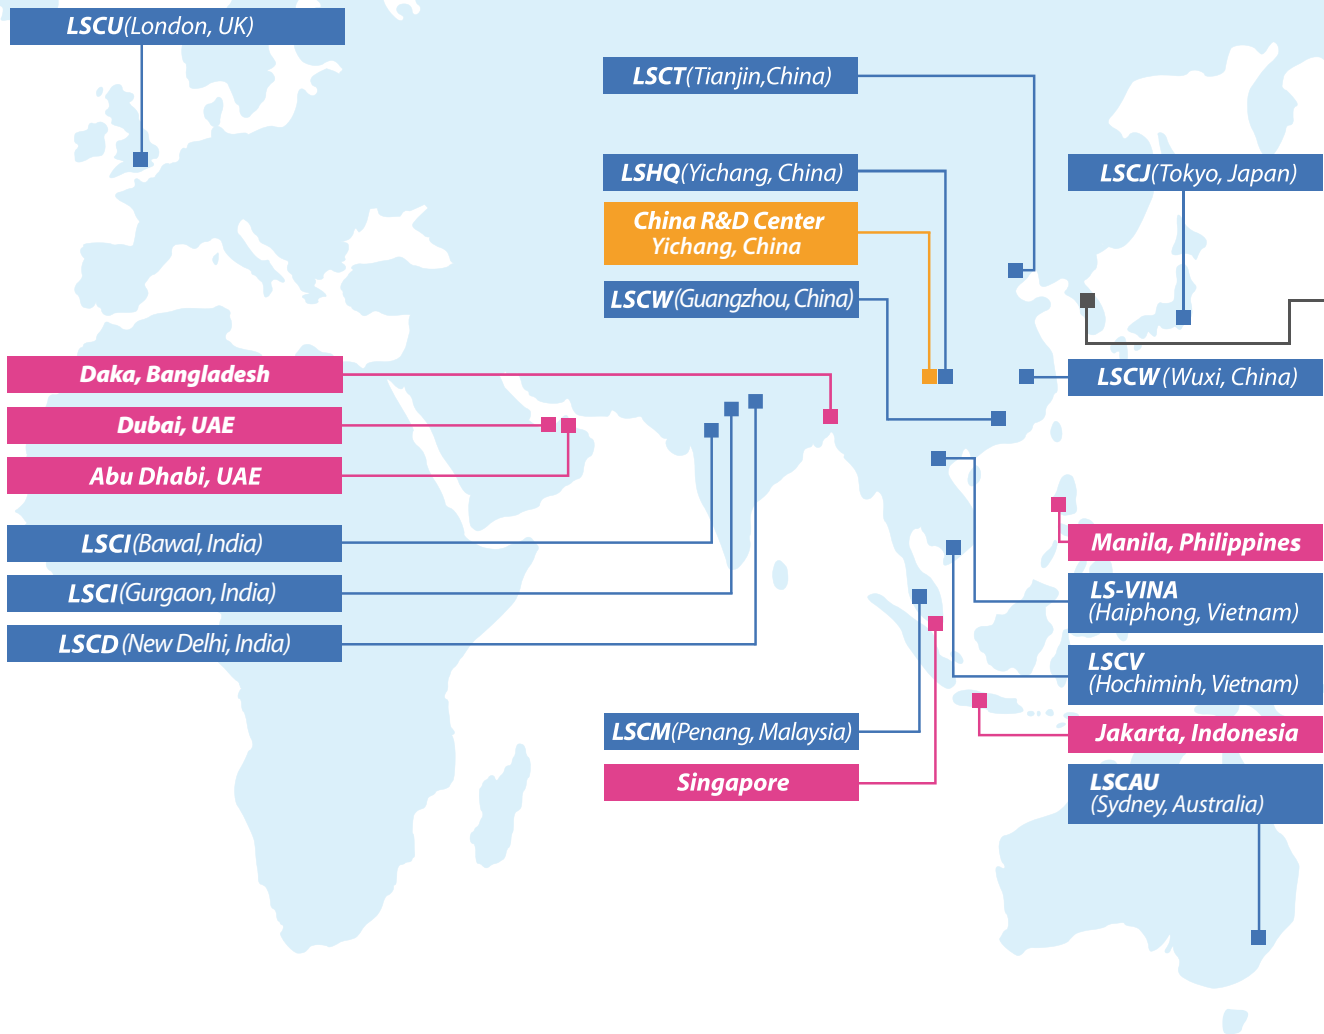 LSCU(London, UK)
LSCT(Tianjin,China)
LSHQ(Yichang, China)
China R&D Center
Yichang, China
LSCW(Guangzhou, China)
LSCJ(Tokyo, Japan)
LSCW (Wuxi, China)
Daka, Bangladesh
Dubai, UAE
Abu Dhabi, UAE
LSCI(Bawal, India)
LSCI(Gurgaon, India)
LSCD(New Delhi, India)
Manila, Philippines
LS-VINA
(Haiphong, Vietnam)
LSCV
(Hochiminh, Vietnam)
LSCM(Penang, Malaysia)
Singapore
Jakarta, Indonesia
LSCAU
(Sydney, Australia)